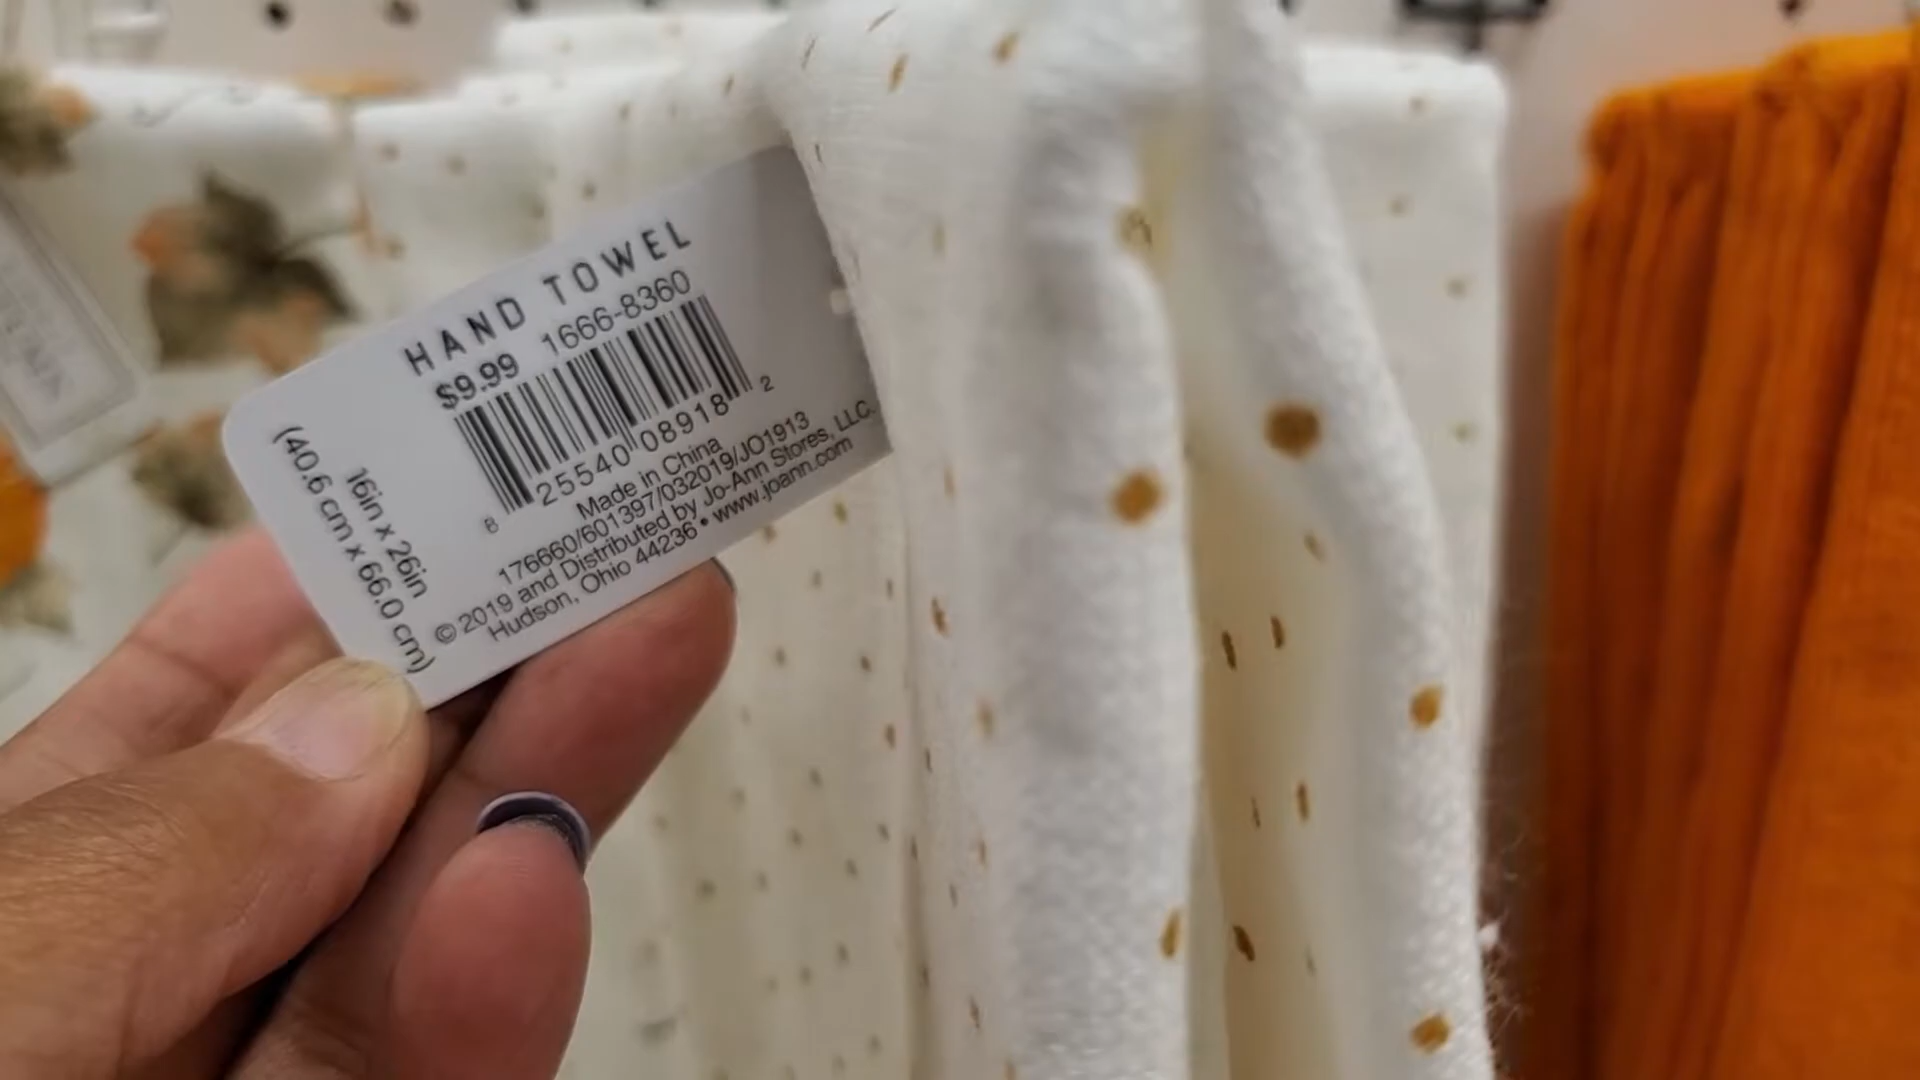 HAND TOWEL
$9.99 1666-8360
25540 08918 2
Made in China
176660/601397/032019/JO1913
© 2019 and Distributed by Jo-Ann Stores, LLC.
Hudson, Ohio 44236 • www.joann.com
16in x 26in
(40.6 cm x 66.0 cm)